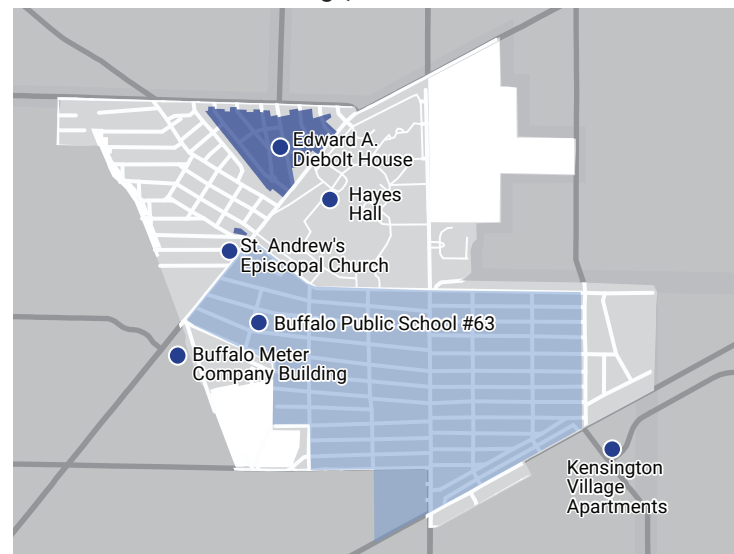 Edward A.
Diebolt House
Hayes
Hall
St. Andrew's
Episcopal Church
Buffalo Public School #63
Buffalo Meter
Company Building
Kensington
Village
Apartments